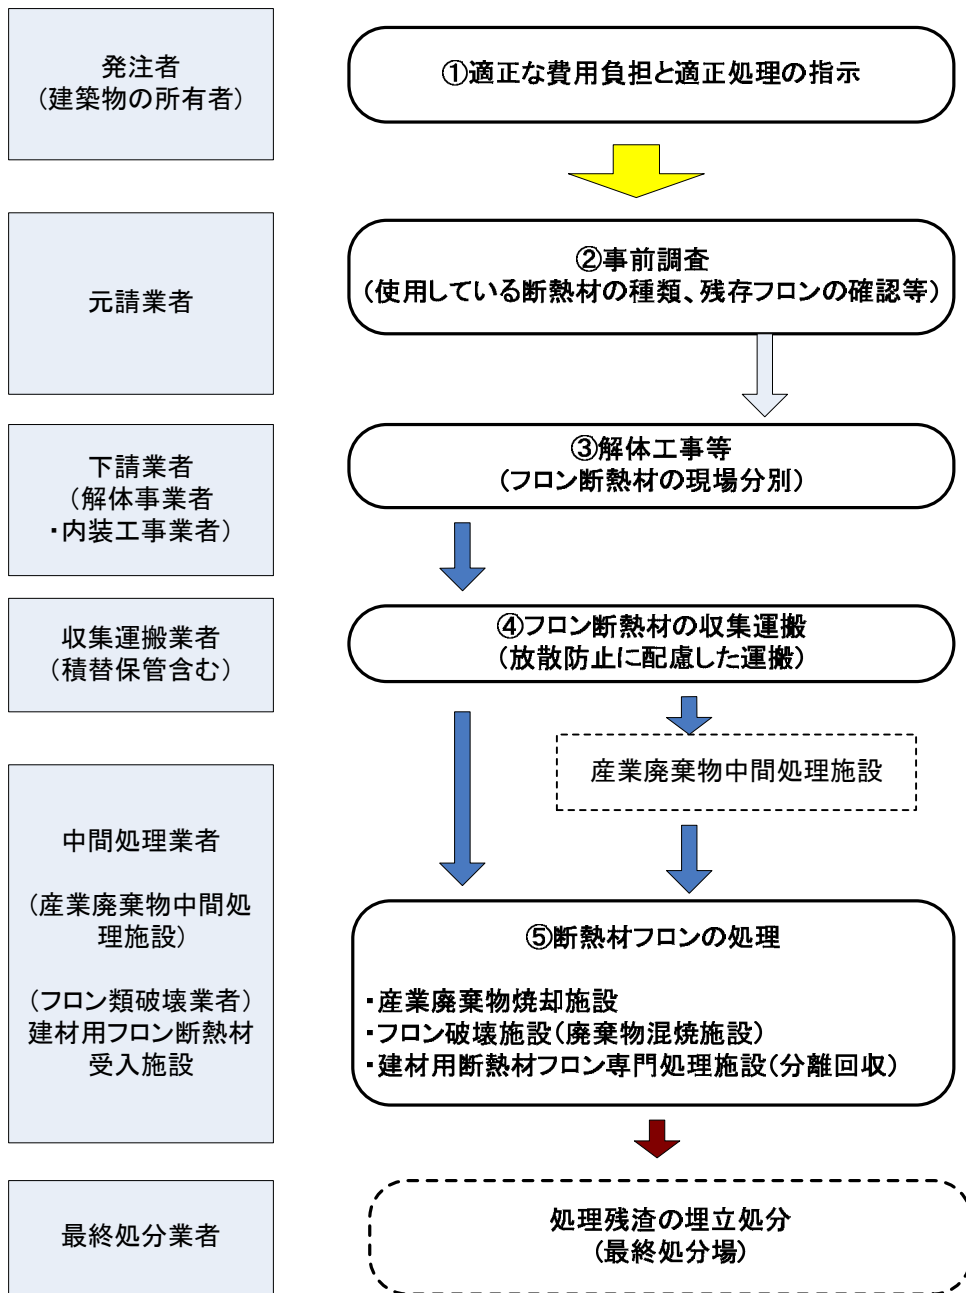 発注者
(建築物の所有者)
①適正な費用負担と適正処理の指示
元請業者
②事前調査
(使用している断熱材の種類、残存フロンの確認等)
下請業者
(解体事業者
・内装工事業者)
③解体工事等
(フロン断熱材の現場分別)
収集運搬業者
(積替保管含む)
④フロン断熱材の収集運搬
(放散防止に配慮した運搬)
産業廃棄物中間処理施設
中間処理業者
(産業廃棄物中間処
理施設)
(フロン類破壊業者)
建材用フロン断熱材
受入施設
⑤断熱材フロンの処理
・産業廃棄物焼却施設
・フロン破壊施設(廃棄物混焼施設)
・建材用断熱材フロン専門処理施設(分離回収)
最終処分業者
処理残渣の埋立処分
(最終処分場)